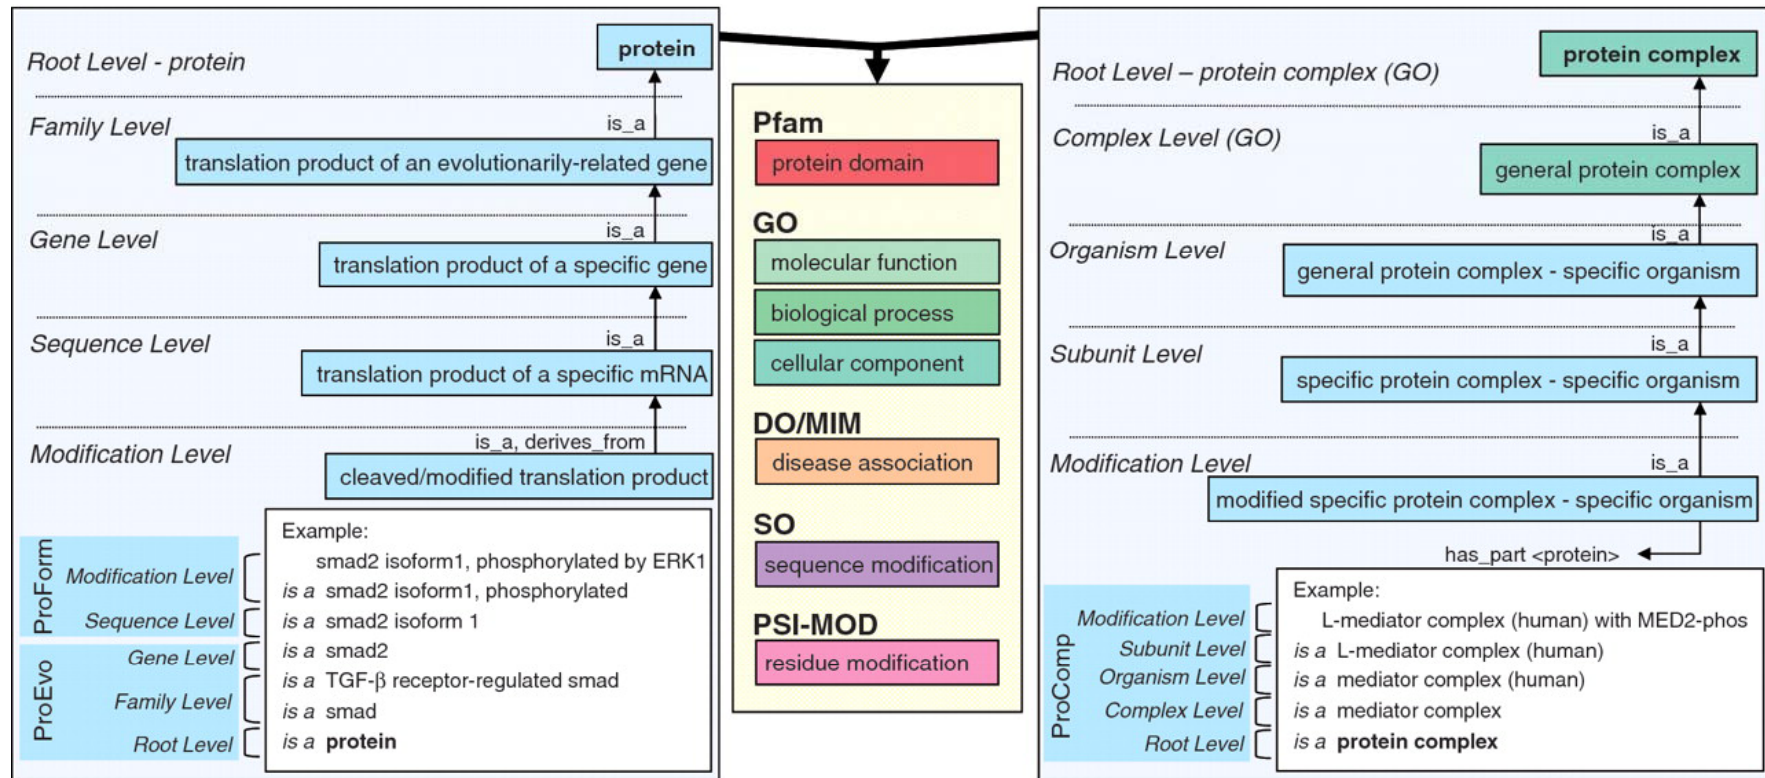 Root Level - protein
protein
Family Level
is_a
translation product of an evolutionarily-related gene
Gene Level
is_a
translation product of a specific gene
Sequence Level
is_a
translation product of a specific mRNA
Modification Level
is_a, derives_from
cleaved/modified translation product
ProForm
Modification Level
Sequence Level
ProEvo
Gene Level
Family Level
Root Level
Example:
smad2 isoform1, phosphorylated by ERK1
is a smad2 isoform1, phosphorylated
is a smad2 isoform 1
is a smad2
is a TGF-β receptor-regulated smad
is a smad
is a protein
Pfam
protein domain
GO
molecular function
biological process
cellular component
DO/MIM
disease association
SO
sequence modification
PSI-MOD
residue modification
Root Level – protein complex (GO)
protein complex
Complex Level (GO)
is_a
general protein complex
Organism Level
is_a
general protein complex - specific organism
Subunit Level
is_a
specific protein complex - specific organism
Modification Level
is_a
modified specific protein complex - specific organism
has_part <protein>
ProComp
Modification Level
Subunit Level
Organism Level
Complex Level
Root Level
Example:
L-mediator complex (human) with MED2-phos
is a L-mediator complex (human)
is a mediator complex (human)
is a mediator complex
is a protein complex